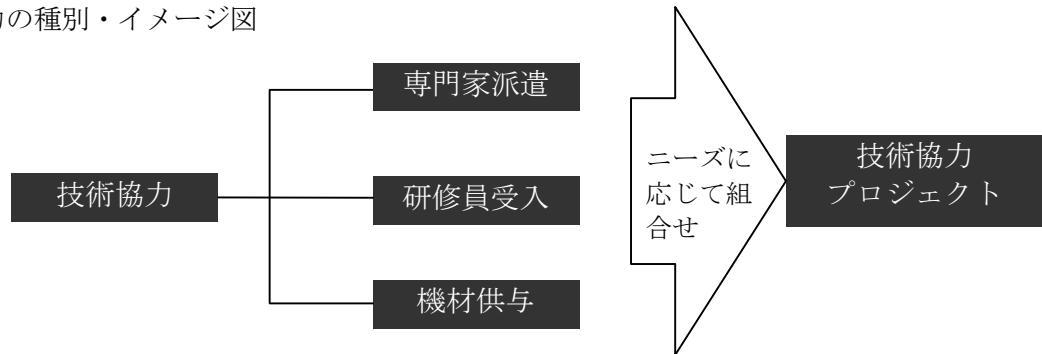 の種別・イメージ図
専門家派遣
技術協力
研修員受入
機材供与
ニーズに
応じて組
合せ
技術協力
プロジェクト